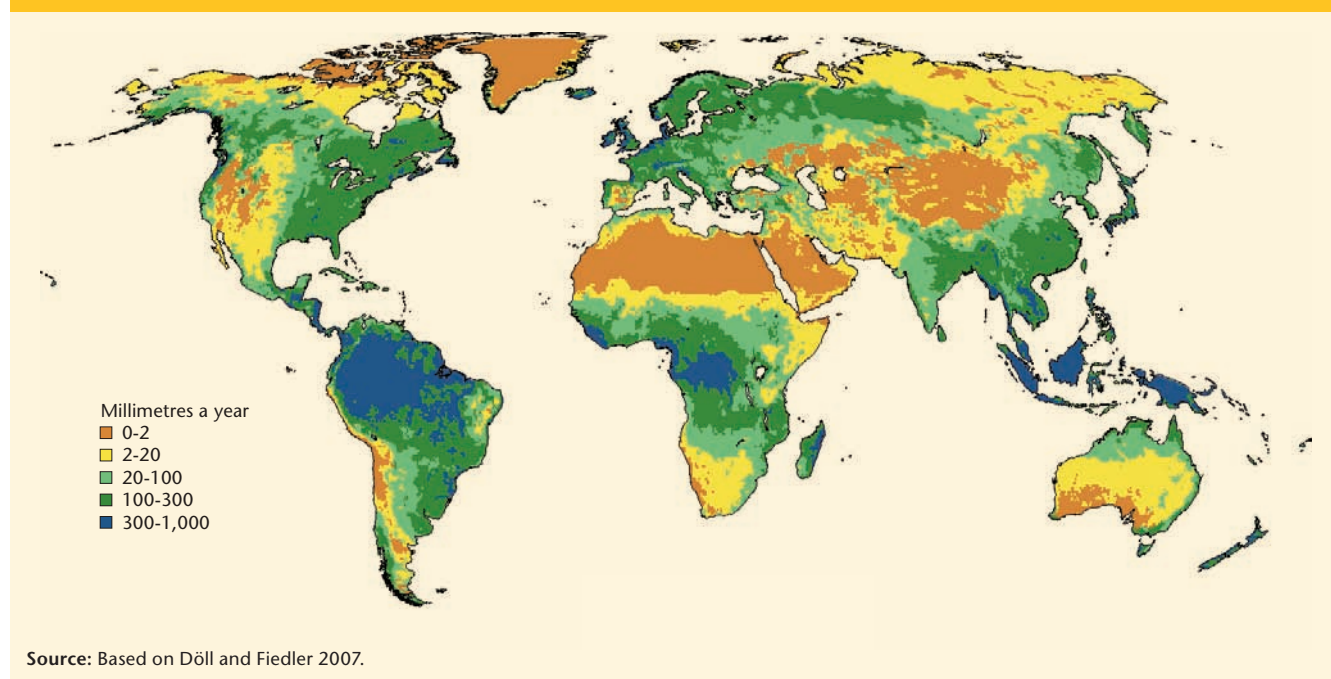 Millimetres a year
0-2
2-20
20-100
100-300
300-1,000
Source: Based on Döll and Fiedler 2007.